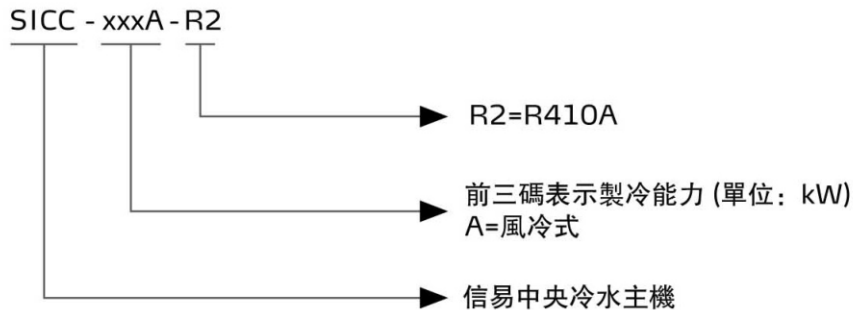 SICC - xxxA - R2
R2=R410A
前三碼表示製冷能力 (單位：kW)
A=風冷式
信易中央冷水主機